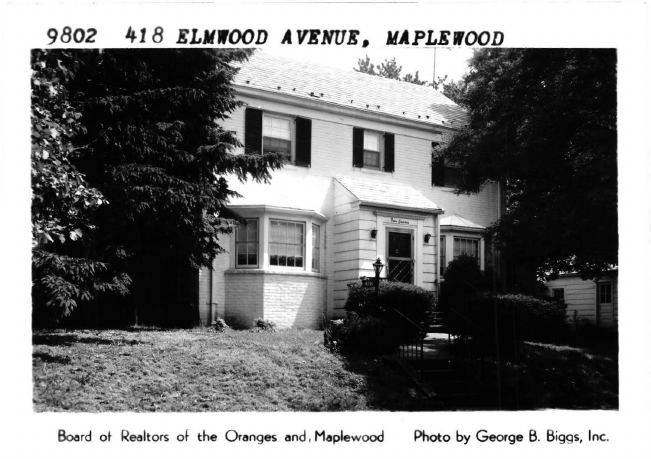 9802 418 ELMWOOD AVENUE, MAPLEWOOD
Board of Realtors of the Oranges and, Maplewood Photo by George B. Biggs, Inc.